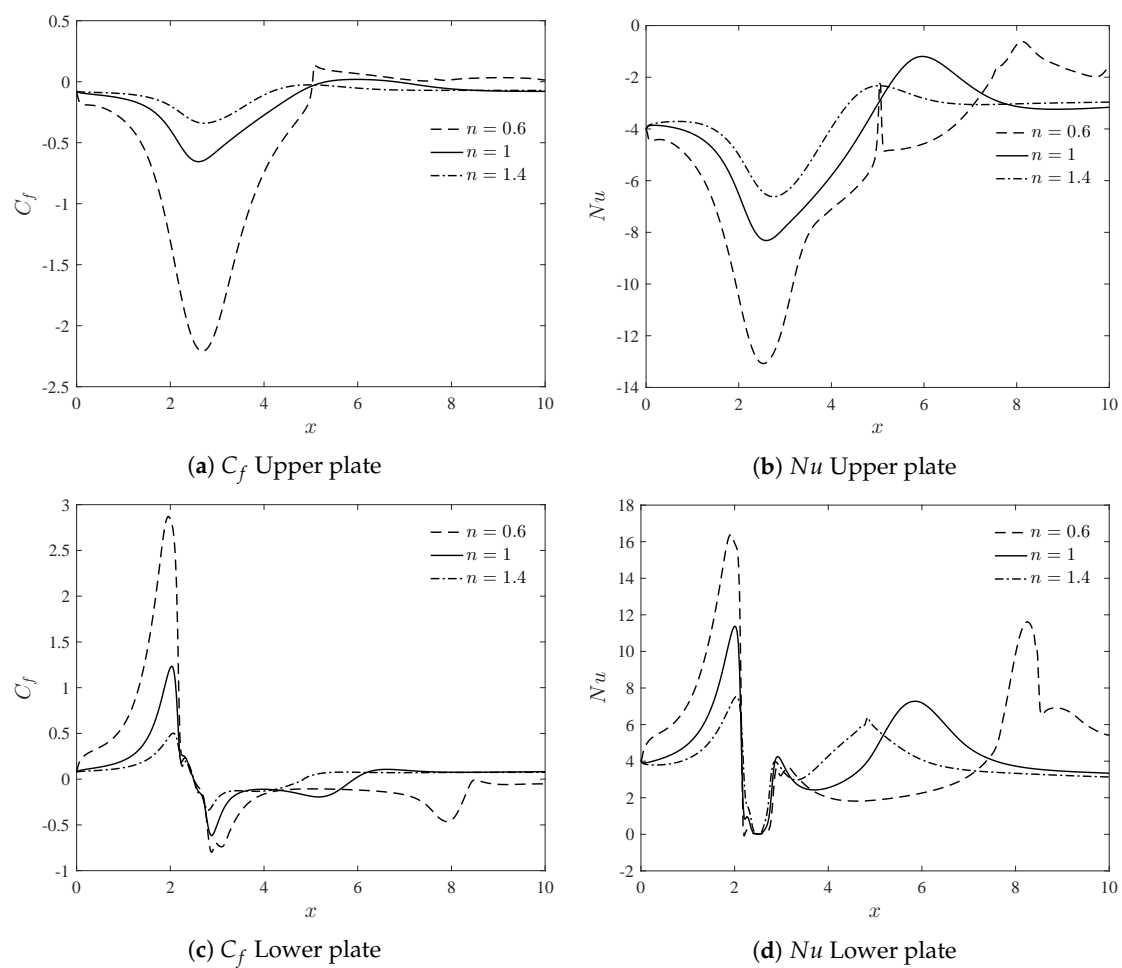 0.5
0
-0.5
-1
-1.5
-2
-2.5
C_f
n = 0.6
n = 1
n = 1.4
0 2 4 6 8 10
x
(a) C_f Upper plate
0
-2
-4
-6
-8
-10
-12
-14
Nu
n = 0.6
n = 1
n = 1.4
0 2 4 6 8 10
x
(b) Nu Upper plate
3
2.5
2
1.5
1
0.5
0
-0.5
-1
C_f
n = 0.6
n = 1
n = 1.4
0 2 4 6 8 10
x
(c) C_f Lower plate
18
16
14
12
10
8
6
4
2
0
-2
Nu
n = 0.6
n = 1
n = 1.4
0 2 4 6 8 10
x
(d) Nu Lower plate